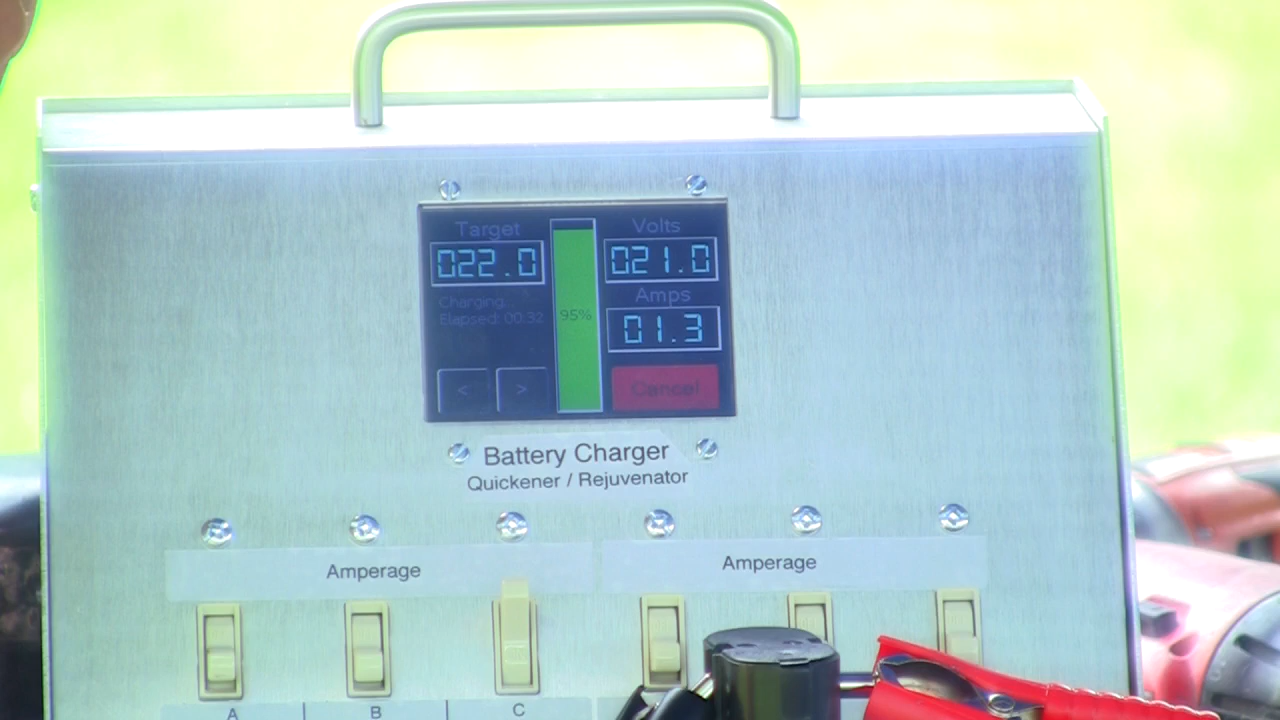 Target
022.0
Charging...
Elapsed: 00:32
< >
95%
Volts
021.0
Amps
01.3
Cancel
Battery Charger
Quickener / Rejuvenator
Amperage Amperage
A B C